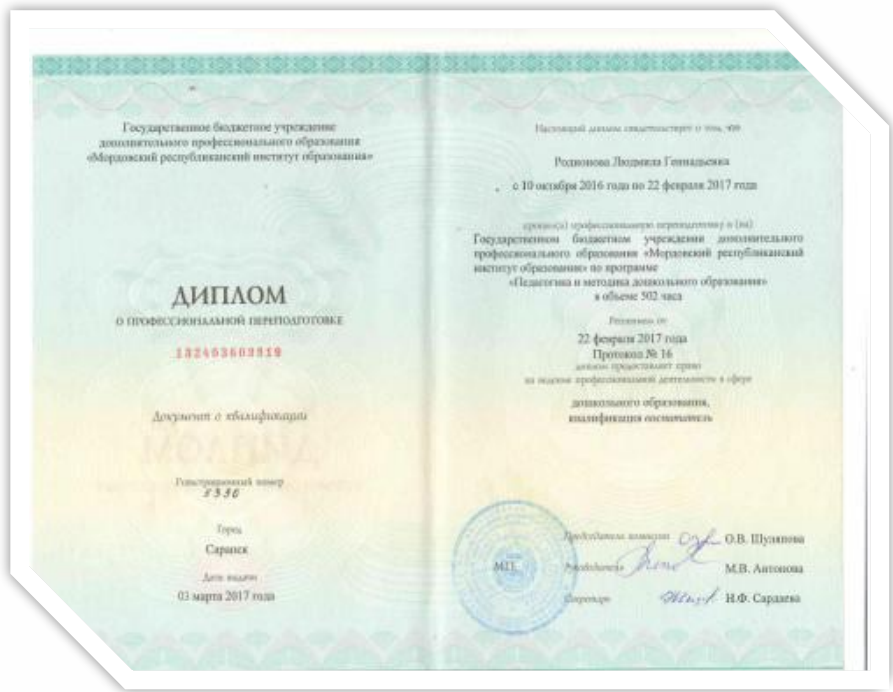 Государственное бюджетное учреждение
дополнительного профессионального образования
«Мордовский республиканский институт образования»
ДИПЛОМ
О ПРОФЕССИОНАЛЬНОЙ ПЕРЕПОДГОТОВКЕ
Документ о квалификации
Регистрационный номер
Город
Саранск
Дата выдачи
03 марта 2017 года
Настоящий диплом свидетельствует о том, что
Родионова Людмила Геннадьевна
с 10 октября 2016 года по 22 февраля 2017 года
прошел(а) профессиональную переподготовку в (на)
Государственном бюджетном учреждении дополнительного
профессионального образования «Мордовский республиканский
институт образования» по программе
«Педагогика и методика дошкольного образования»
в объеме 502 часа
Решением от
22 февраля 2017 года
Протокол № 16
диплом предоставляет право
на ведение профессиональной деятельности в сфере
дошкольного образования,
квалификация воспитатель
Председатель комиссии О.В. Шуляпова
М.П. Руководитель М.В. Антонова
Секретарь Н.Ф. Сардаева